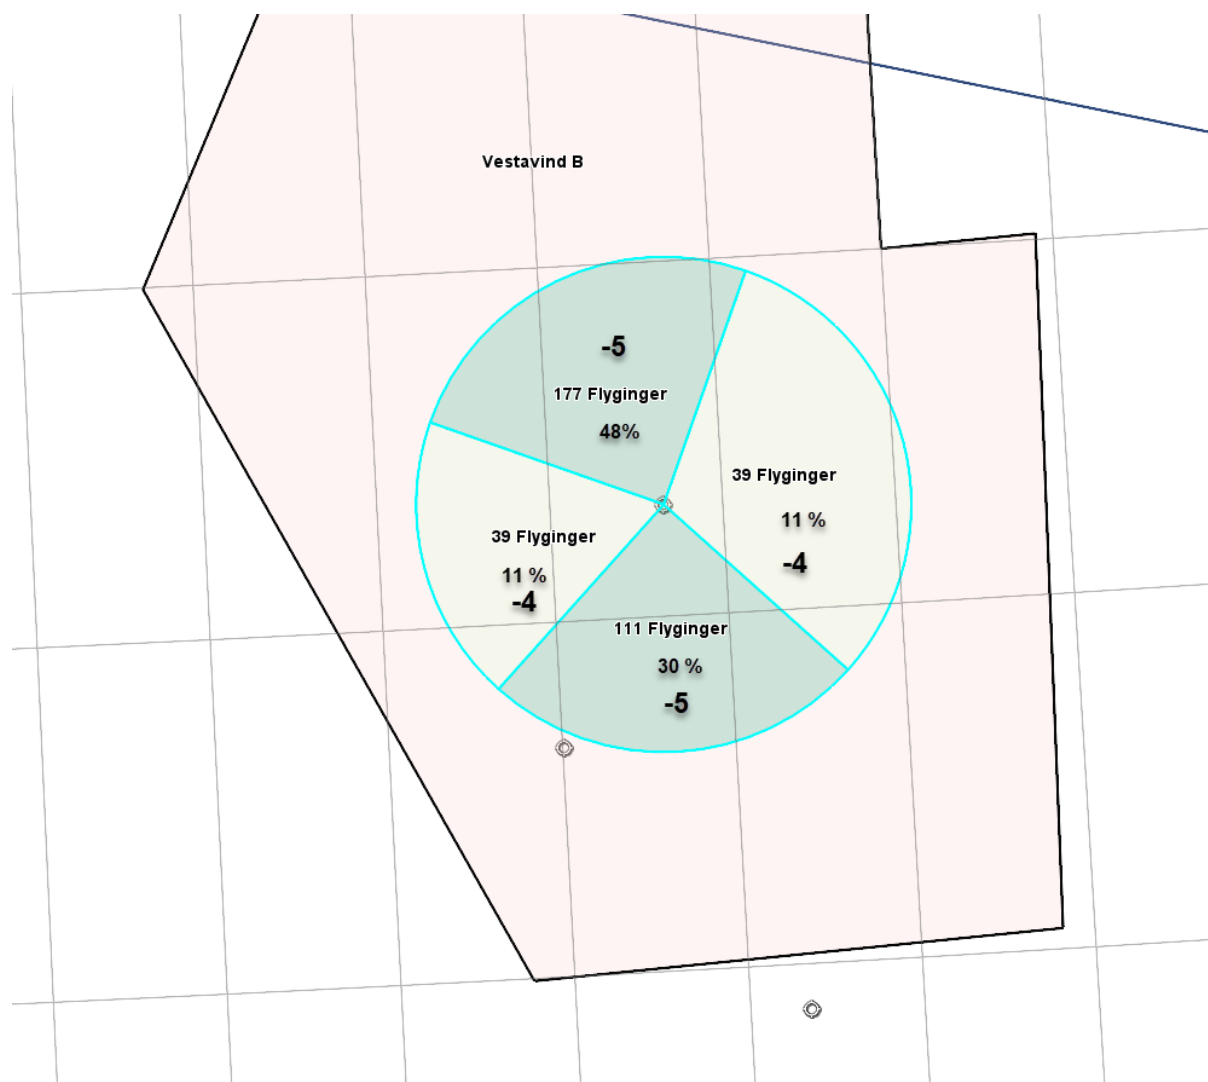 Vestavind B
-5
177 Flyginger
48%
39 Flyginger
11 %
-4
39 Flyginger
11 %
-4
111 Flyginger
30 %
-5